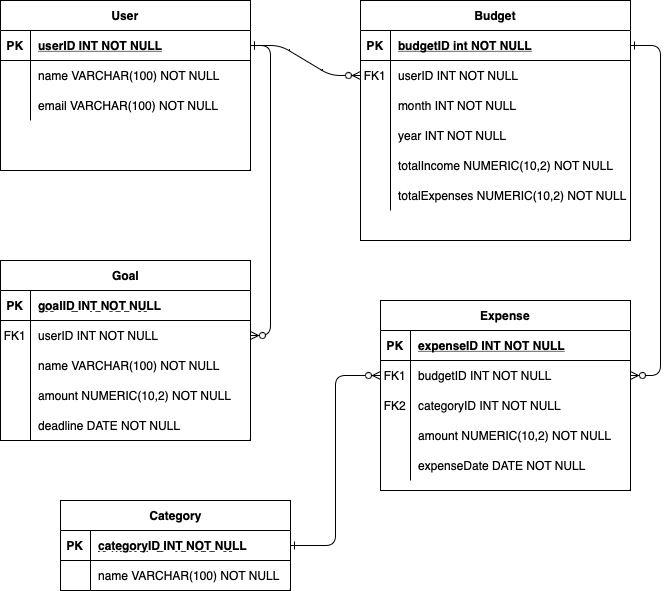 User
PK userID INT NOT NULL
name VARCHAR(100) NOT NULL
email VARCHAR(100) NOT NULL
Budget
PK budgetID int NOT NULL
FK1 userID INT NOT NULL
month INT NOT NULL
year INT NOT NULL
totalIncome NUMERIC(10,2) NOT NULL
totalExpenses NUMERIC(10,2) NOT NULL
Goal
PK goalID INT NOT NULL
FK1 userID INT NOT NULL
name VARCHAR(100) NOT NULL
amount NUMERIC(10,2) NOT NULL
deadline DATE NOT NULL
Expense
PK expenseID INT NOT NULL
FK1 budgetID INT NOT NULL
FK2 categoryID INT NOT NULL
amount NUMERIC(10,2) NOT NULL
expenseDate DATE NOT NULL
Category
PK categoryID INT NOT NULL
name VARCHAR(100) NOT NULL